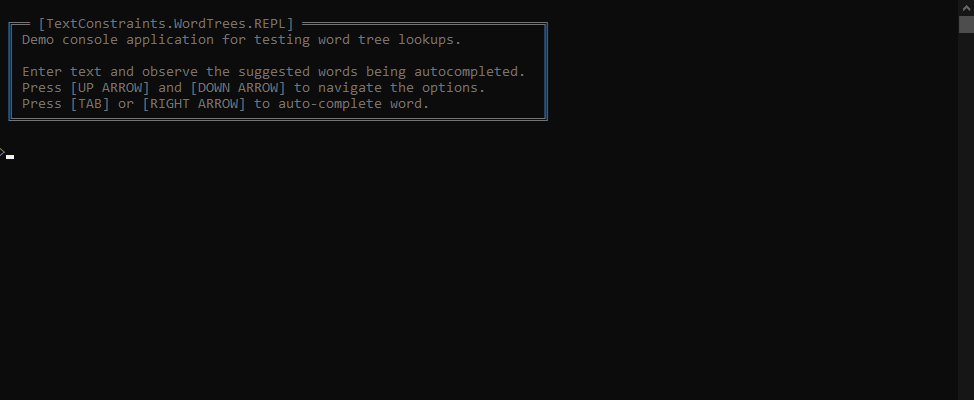 [TextConstraints.WordTrees.REPL]
Demo console application for testing word tree lookups.
Enter text and observe the suggested words being autocompleted.
Press [UP ARROW] and [DOWN ARROW] to navigate the options.
Press [TAB] or [RIGHT ARROW] to auto-complete word.
>